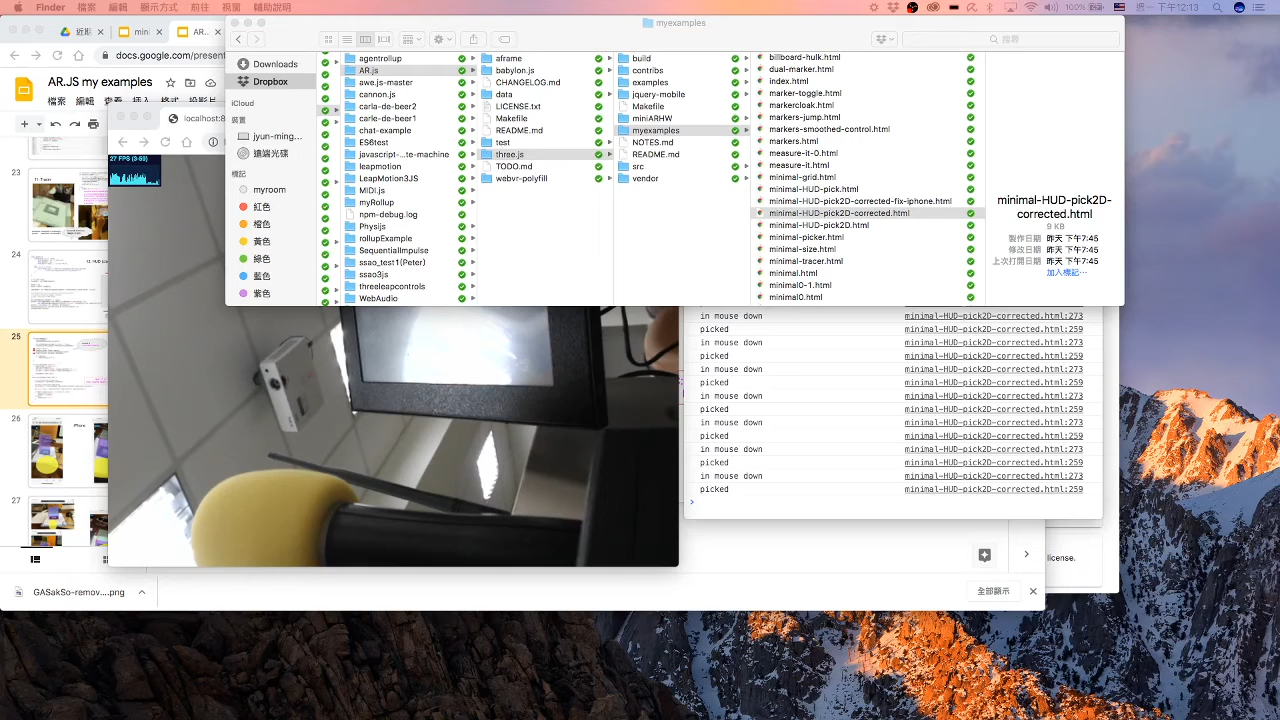 Finder 檔案 編輯 顯示方式 前往 視窗 輔助說明
100% 週一 下午12:13
近
mini
AR.
docs.google.com/present
AR.JS my examples
檔案 編輯 查看 插入 格式 投影片
localhost:8
27 FPS (3-59)
23
24
25
26
27
myexamples
搜尋
Downloads
Dropbox
iCloud
裝置
jyun-ming…
遠端光碟
標記
myroom
紅色
橙色
黃色
綠色
藍色
紫色
agentrollup
AR.js
awe.js-master
cannon.js
carla-de-beer2
carle-de-beer1
chat-example
ES6test
javascript-…te-machine
leapmotion
LeapMotion3JS
MIDI.js
myRollup
npm-debug.log
Physijs
rollupExample
SequentialImpulse
ssao_test1(Peter)
ssao3js
threeleapcontrols
WebAudio
aframe
babylon.js
CHANGELOG.md
data
LICENSE.txt
Makefile
README.md
test
three.js
TODO.md
webvr-polyfill
build
contribs
examples
jquery-mobile
Makefile
miniARHW
myexamples
NOTES.md
README.md
src
vendor
billboard-hulk.html
dual-marker.html
index.html
marker-toggle.html
markercloak.html
markers-jump.html
markers-smoothed-control.html
markers.html
measure-it-0.html
measure-it.html
minimal-grid.html
minimal-HUD-pick.html
minimal-HUD-pick2D-corrected-fix-iphone.html
minimal-HUD-pick2D-corrected.html
minimal-HUD-pick2D.html
minimal-picker.html
minimal-size.html
minimal-tracer.html
minimal.html
minimal0-1.html
minimal0.html
minimal-HUD-pick2D-
corrected.html
9 KB
製作日期 昨天 下午7:45
修改日期 昨天 下午7:45
上次打開日期 昨天 下午7:45
加入標記…
in mouse down minimal-HUD-pick2D-corrected.html:273
picked minimal-HUD-pick2D-corrected.html:259
in mouse down minimal-HUD-pick2D-corrected.html:273
picked minimal-HUD-pick2D-corrected.html:259
in mouse down minimal-HUD-pick2D-corrected.html:273
picked minimal-HUD-pick2D-corrected.html:259
in mouse down minimal-HUD-pick2D-corrected.html:273
picked minimal-HUD-pick2D-corrected.html:259
in mouse down minimal-HUD-pick2D-corrected.html:273
picked minimal-HUD-pick2D-corrected.html:259
in mouse down minimal-HUD-pick2D-corrected.html:273
picked minimal-HUD-pick2D-corrected.html:259
in mouse down minimal-HUD-pick2D-corrected.html:273
picked minimal-HUD-pick2D-corrected.html:259
license.
GASakSo-remov....png
全部顯示